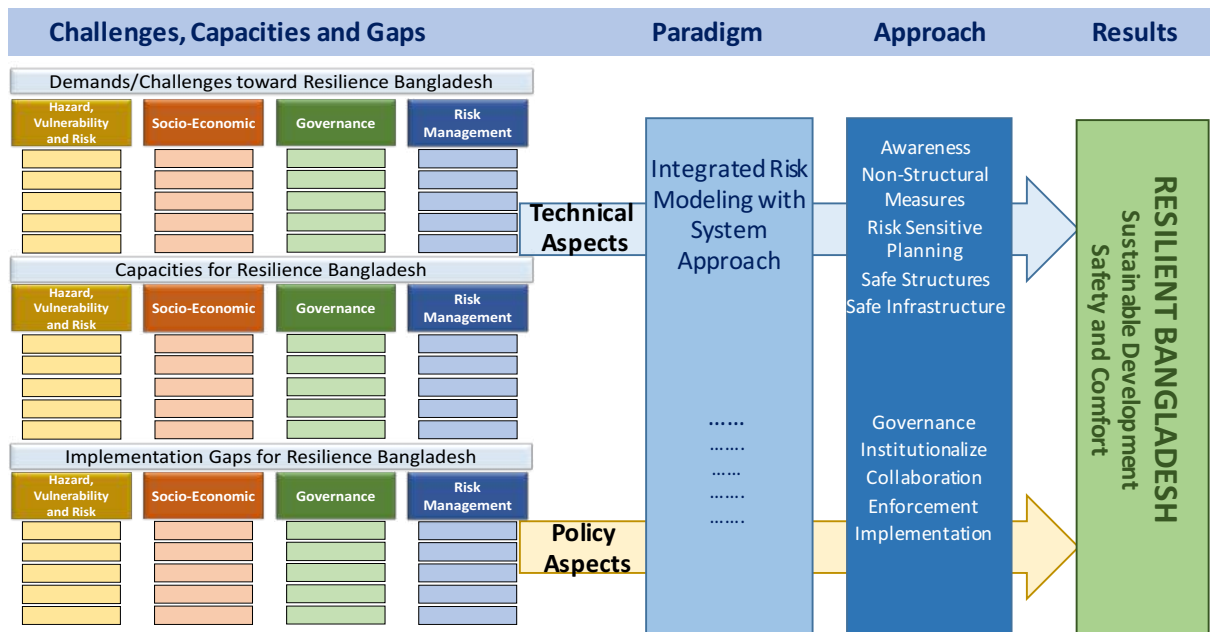 Challenges, Capacities and Gaps
Paradigm
Approach
Results
Demands/Challenges toward Resilience Bangladesh
Hazard,
Vulnerability
and Risk
Socio-Economic
Governance
Risk
Management
Capacities for Resilience Bangladesh
Hazard,
Vulnerability
and Risk
Socio-Economic
Governance
Risk
Management
Implementation Gaps for Resilience Bangladesh
Hazard,
Vulnerability
and Risk
Socio-Economic
Governance
Risk
Management
Technical
Aspects
Policy
Aspects
Integrated Risk
Modeling with
System
Approach
......
.......
......
.......
.......
Awareness
Non-Structural
Measures
Risk Sensitive
Planning
Safe Structures
Safe Infrastructure
Governance
Institutionalize
Collaboration
Enforcement
Implementation
RESILIENT BANGLADESH
Sustainable Development
Safety and Comfort